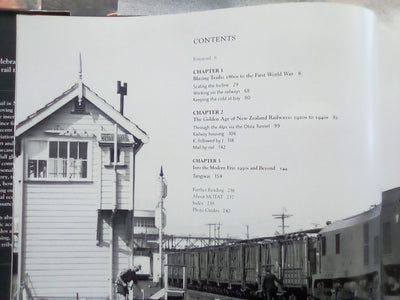 CONTENTS
Foreword 6
CHAPTER 1
Blazing Trails: 1860s to the First World War 8
Scaling the Incline 29
Working on the railways 68
Keeping the cold at bay 80
CHAPTER 2
The Golden Age of New Zealand Railways: 1920s to 1940s 85
Through the Alps via the Otira Tunnel 99
Railway housing 104
K, followed by J 118
Mail by rail 142
CHAPTER 3
Into the Modern Era: 1950 and Beyond 144
Tangiwai 154
Further Reading 236
About MOTAT 237
Index 238
Photo Credits 240